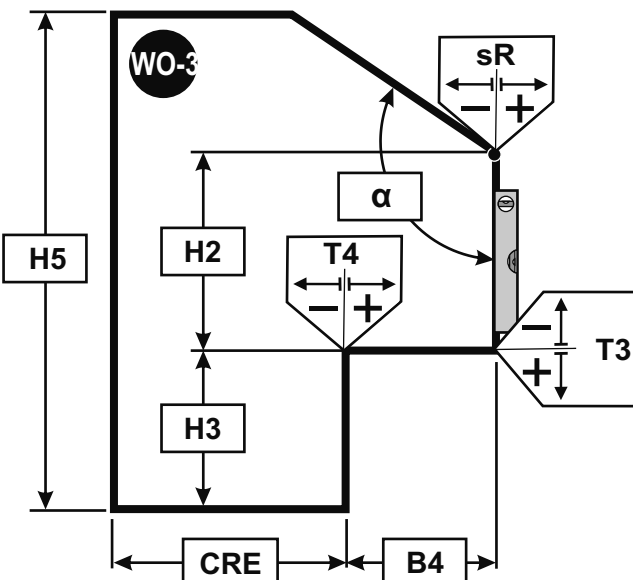 WO-3
sR
− +
α
H5
H2
T4
− +
−
T3
+
H3
CRE
B4